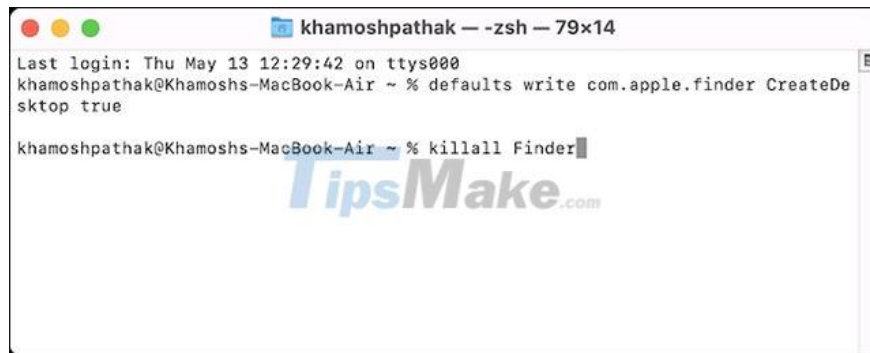 khamoshpathak — -zsh — 79×14
Last login: Thu May 13 12:29:42 on ttys000
khamoshpathak@Khamoshs-MacBook-Air ~ % defaults write com.apple.finder CreateDe
sktop true
khamoshpathak@Khamoshs-MacBook-Air ~ % killall Finder
TipsMake.com